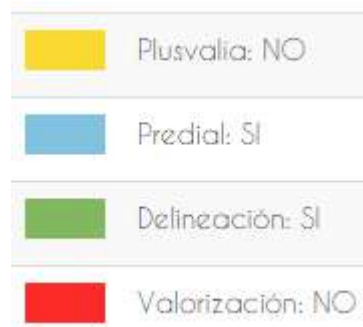 Plusvalia: NO
Predial: SI
Delineación: SI
Valorización: NO